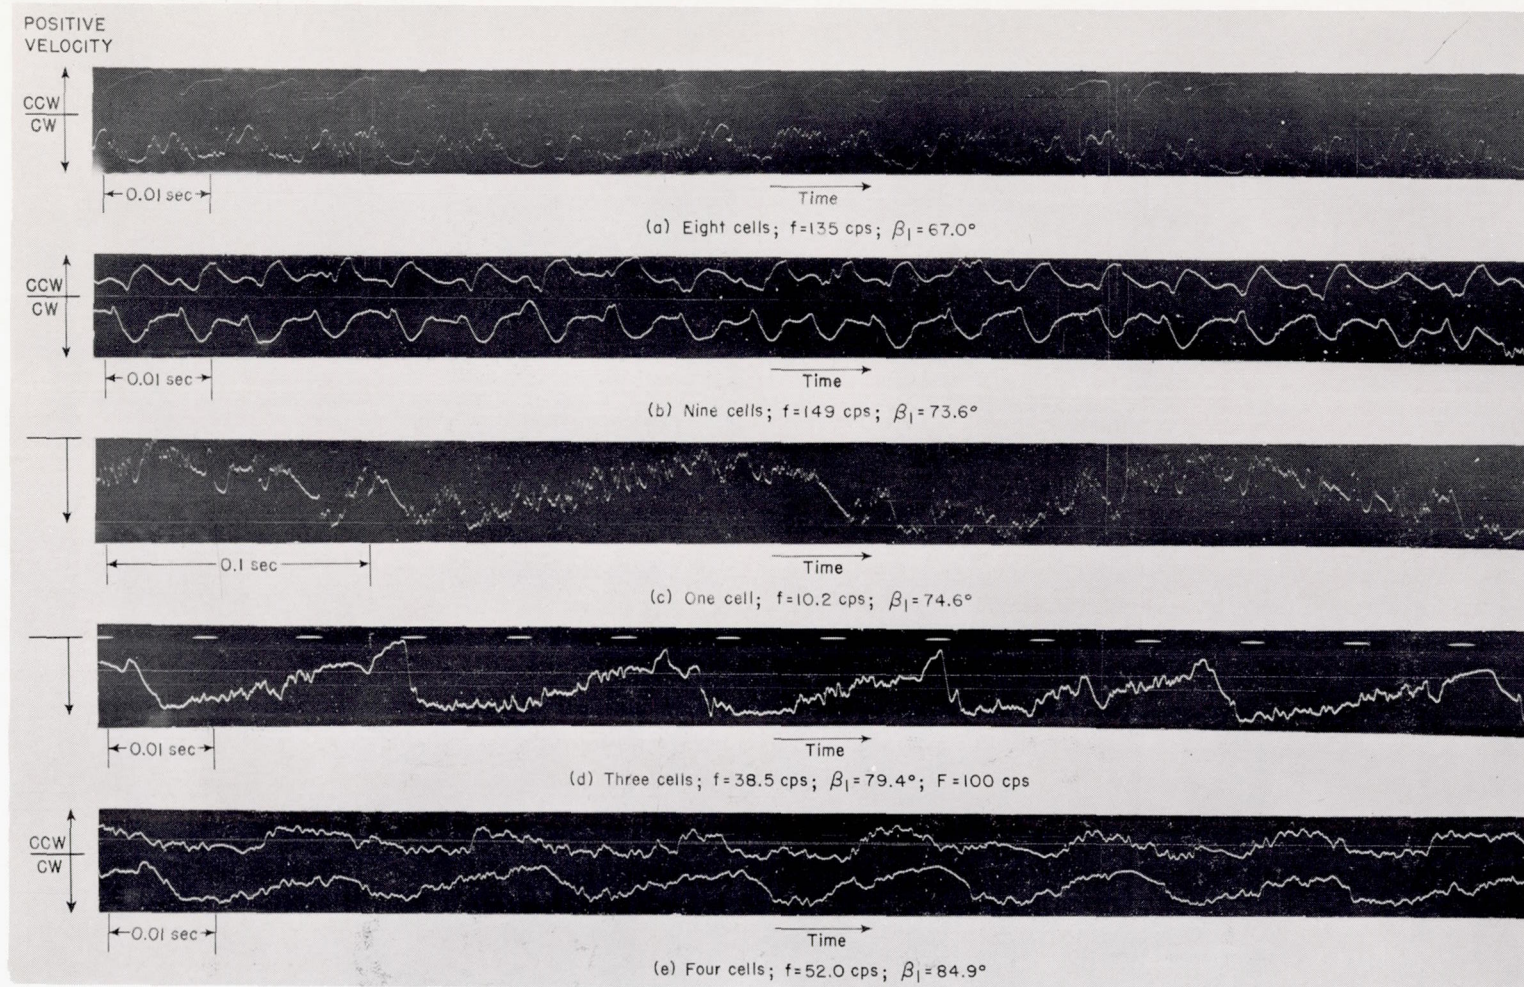 POSITIVE
VELOCITY
CCW
CW
0.01 sec
Time
(a) Eight cells; f=135 cps; β₁=67.0°
CCW
CW
0.01 sec
Time
(b) Nine cells; f=149 cps; β₁=73.6°
0.1 sec
Time
(c) One cell; f=10.2 cps; β₁=74.6°
0.01 sec
Time
(d) Three cells; f=38.5 cps; β₁=79.4°; F=100 cps
CCW
CW
0.01 sec
Time
(e) Four cells; f=52.0 cps; β₁=84.9°